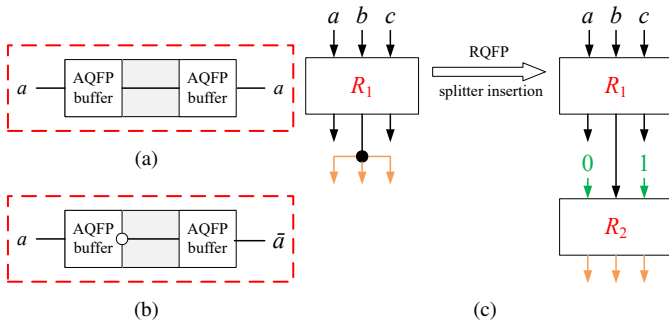 a AQFP buffer AQFP buffer a
(a)
a AQFP buffer AQFP buffer ā
(b)
a b c
R₁
RQFP
splitter insertion
a b c
R₁
0 1
R₂
(c)